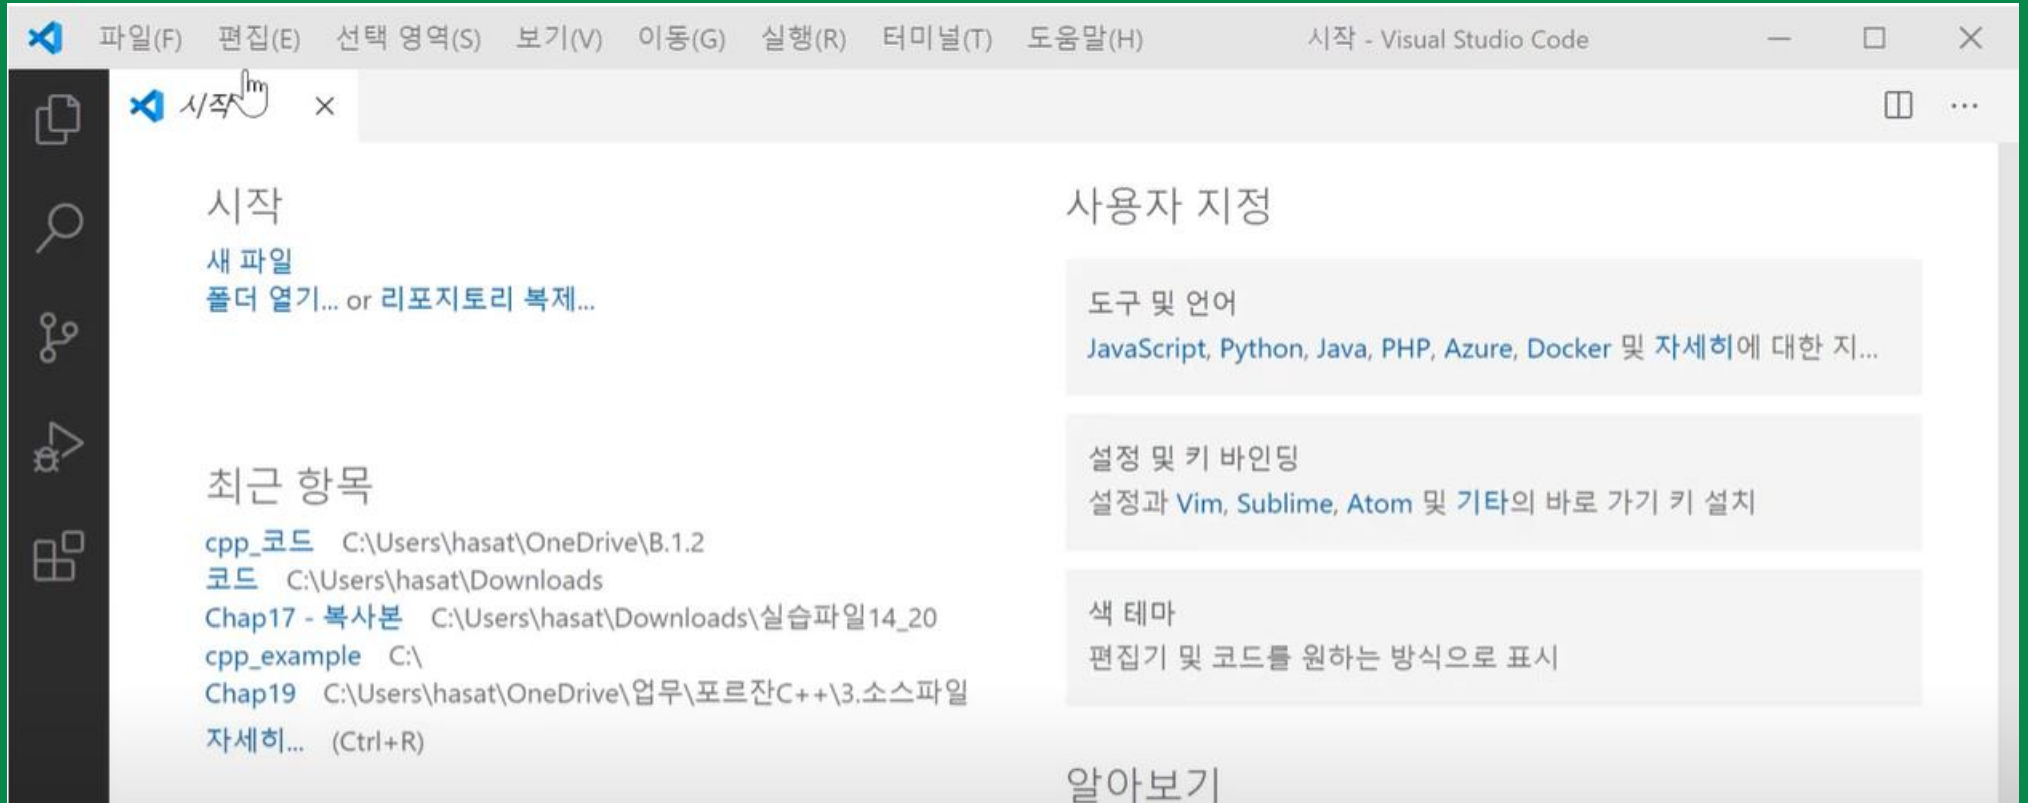 파일(F) 편집(E) 선택 영역(S) 보기(V) 이동(G) 실행(R) 터미널(T) 도움말(H) 시작 - Visual Studio Code
시작
시작
새 파일
폴더 열기... or 리포지토리 복제...
최근 항목
cpp_코드 C:\Users\hasat\OneDrive\B.1.2
코드 C:\Users\hasat\Downloads
Chap17 - 복사본 C:\Users\hasat\Downloads\실습파일14_20
cpp_example C:\
Chap19 C:\Users\hasat\OneDrive\업무\포르잔C++\3.소스파일
자세히... (Ctrl+R)
사용자 지정
도구 및 언어
JavaScript, Python, Java, PHP, Azure, Docker 및 자세히에 대한 지...
설정 및 키 바인딩
설정과 Vim, Sublime, Atom 및 기타의 바로 가기 키 설치
색 테마
편집기 및 코드를 원하는 방식으로 표시
알아보기